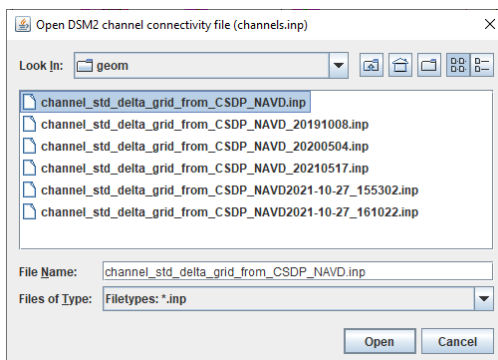 Open DSM2 channel connectivity file (channels.inp)
Look In: geom
channel_std_delta_grid_from_CSDP_NAVD.inp
channel_std_delta_grid_from_CSDP_NAVD_20191008.inp
channel_std_delta_grid_from_CSDP_NAVD_20200504.inp
channel_std_delta_grid_from_CSDP_NAVD_20210517.inp
channel_std_delta_grid_from_CSDP_NAVD2021-10-27_155302.inp
channel_std_delta_grid_from_CSDP_NAVD2021-10-27_161022.inp
File Name: channel_std_delta_grid_from_CSDP_NAVD.inp
Files of Type: Filetypes: *.inp
Open Cancel